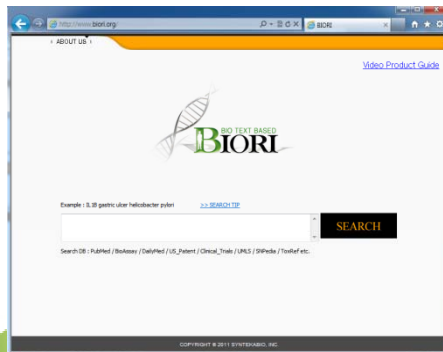 http://www.biori.org/
BIORI
ABOUT US
Video Product Guide
BIO TEXT BASED
BIORI
Example : IL 1B gastric ulcer helicobacter pylori >> SEARCH TIP
SEARCH
Search DB : PubMed / BioAssay / DailyMed / US_Patent / Clinical_Trials / UMLS / SNPedia / ToxRef etc.
COPYRIGHT © 2011 SYNTEKABIO, INC